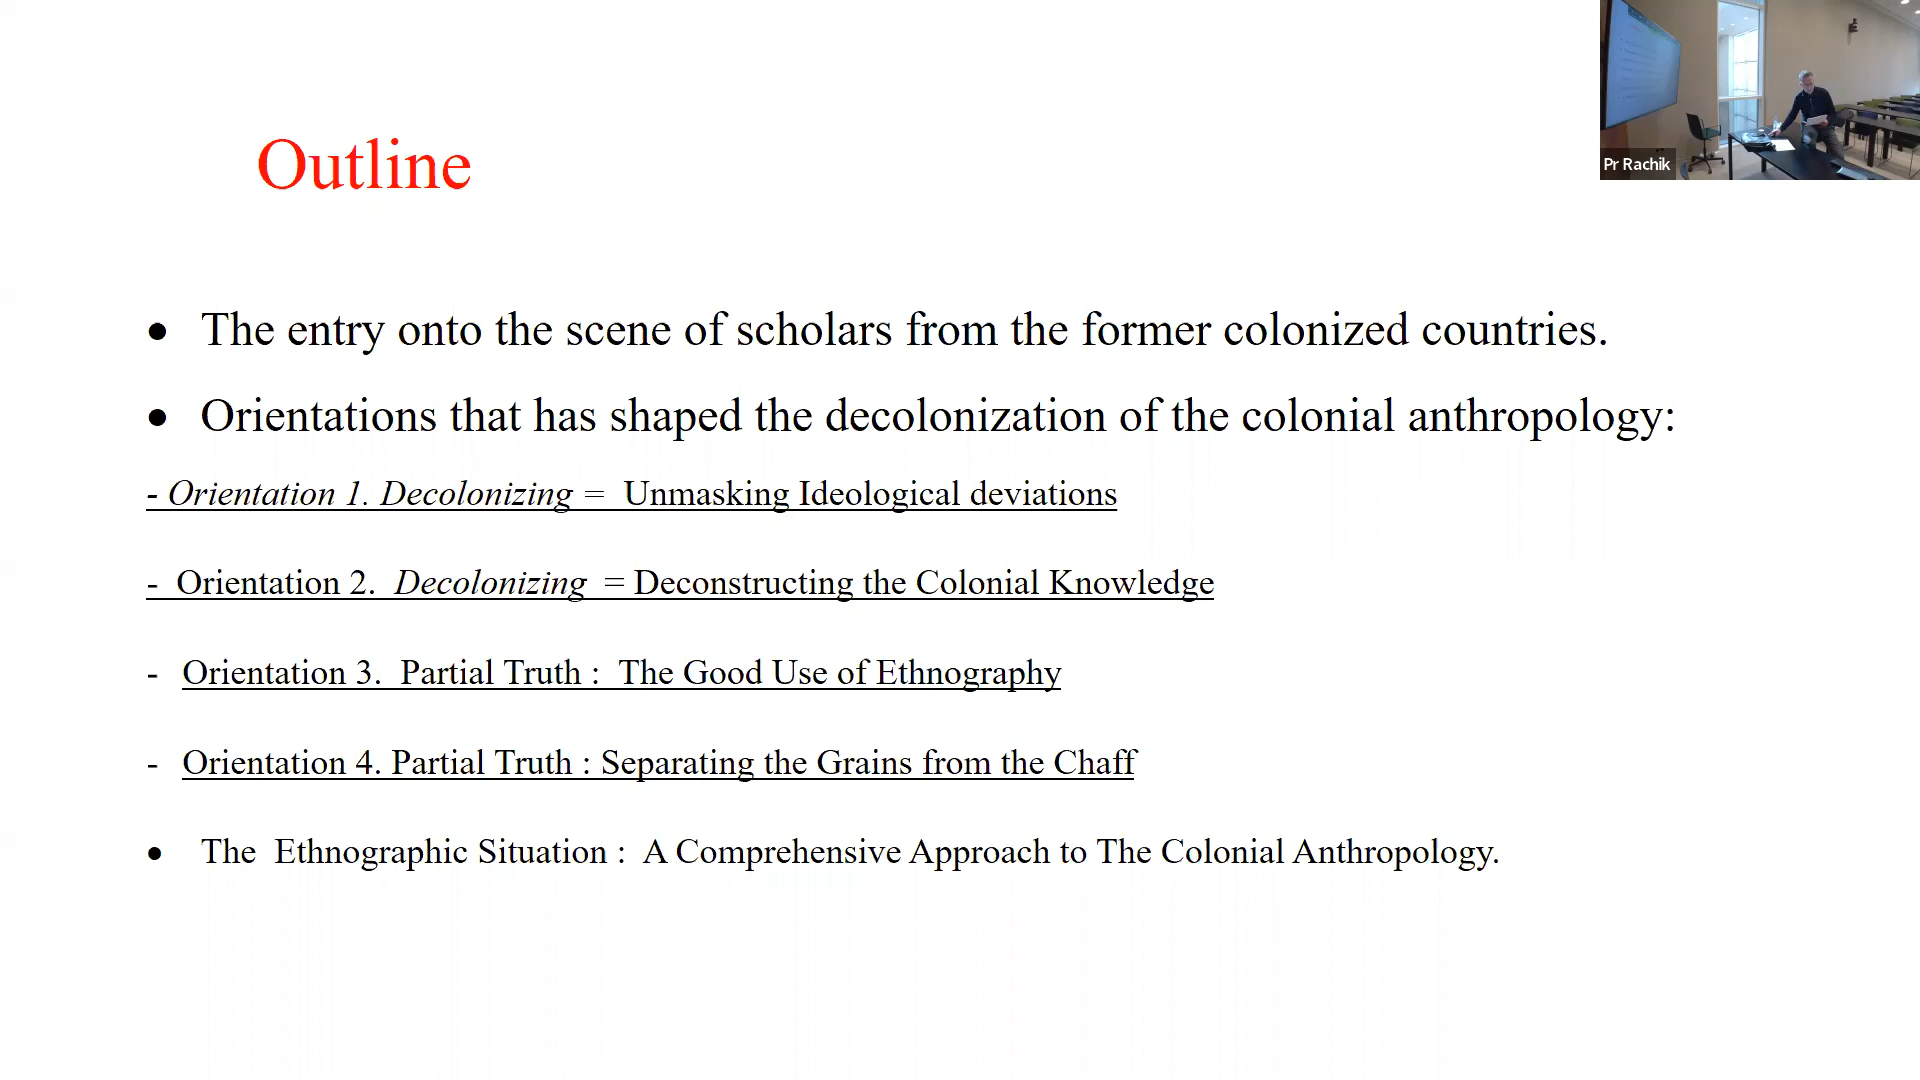 Outline
Pr Rachik
• The entry onto the scene of scholars from the former colonized countries.
• Orientations that has shaped the decolonization of the colonial anthropology:
- Orientation 1. Decolonizing = Unmasking Ideological deviations
- Orientation 2. Decolonizing = Deconstructing the Colonial Knowledge
- Orientation 3. Partial Truth : The Good Use of Ethnography
- Orientation 4. Partial Truth : Separating the Grains from the Chaff
• The Ethnographic Situation : A Comprehensive Approach to The Colonial Anthropology.